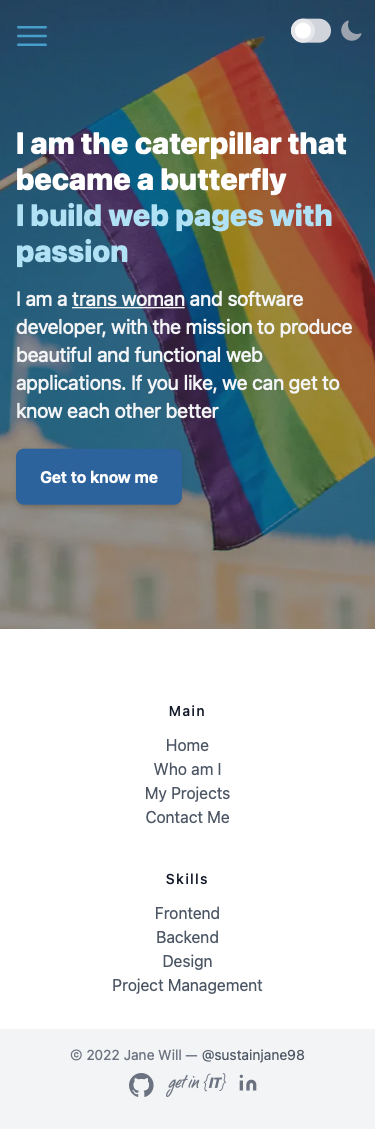 I am the caterpillar that
became a butterfly
I build web pages with
passion
I am a trans woman and software
developer, with the mission to produce
beautiful and functional web
applications. If you like, we can get to
know each other better
Get to know me
Main
Home
Who am I
My Projects
Contact Me
Skills
Frontend
Backend
Design
Project Management
© 2022 Jane Will — @sustainjane98
get in {IT} in